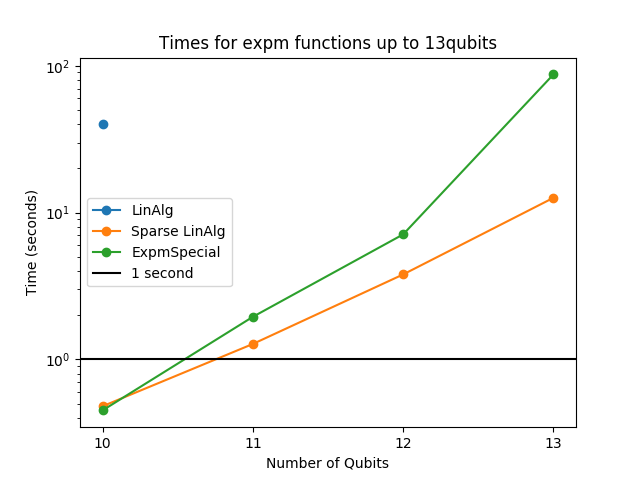 Times for expm functions up to 13qubits
10²
10¹
10⁰
Time (seconds)
LinAlg
Sparse LinAlg
ExpmSpecial
1 second
10 11 12 13
Number of Qubits